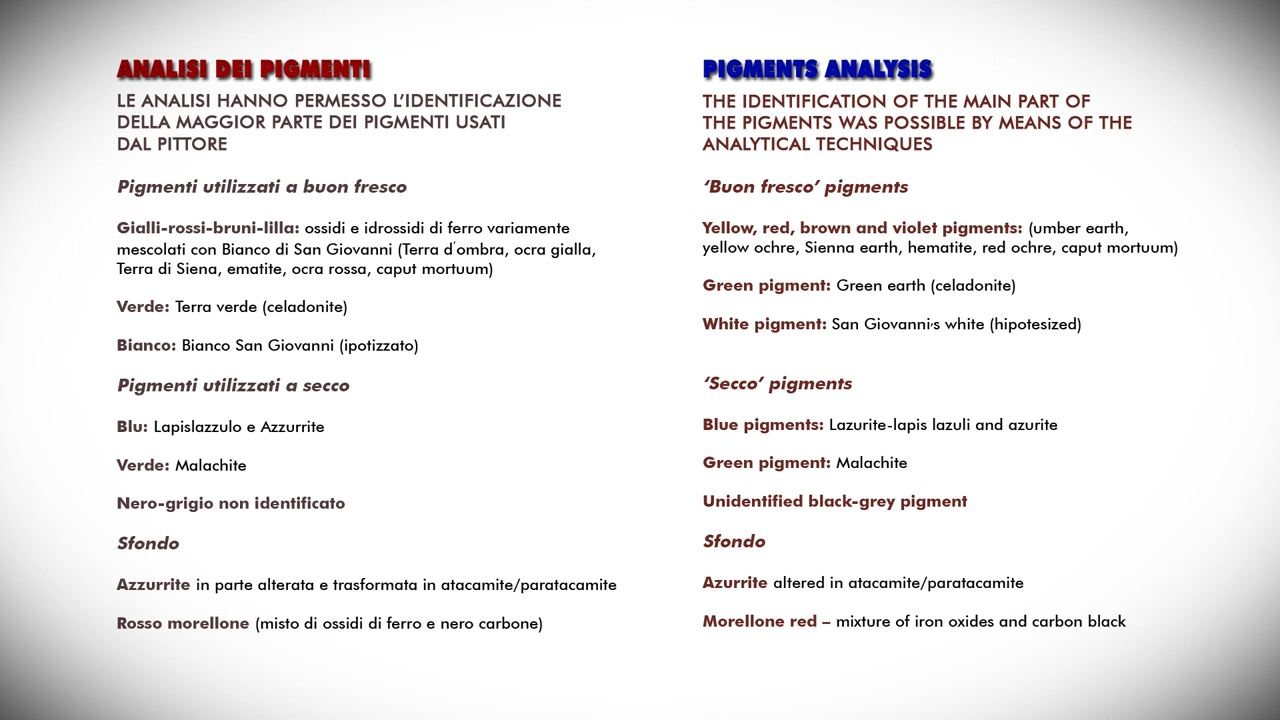 ANALISI DEI PIGMENTI
LE ANALISI HANNO PERMESSO L'IDENTIFICAZIONE
DELLA MAGGIOR PARTE DEI PIGMENTI USATI
DAL PITTORE
Pigmenti utilizzati a buon fresco
Gialli-rossi-bruni-lilla: ossidi e idrossidi di ferro variamente
mescolati con Bianco di San Giovanni (Terra d'ombra, ocra gialla,
Terra di Siena, ematite, ocra rossa, caput mortuum)
Verde: Terra verde (celadonite)
Bianco: Bianco San Giovanni (ipotizzato)
Pigmenti utilizzati a secco
Blu: Lapislazzulo e Azzurrite
Verde: Malachite
Nero-grigio non identificato
Sfondo
Azzurrite in parte alterata e trasformata in atacamite/paratacamite
Rosso morellone (misto di ossidi di ferro e nero carbone)
PIGMENTS ANALYSIS
THE IDENTIFICATION OF THE MAIN PART OF
THE PIGMENTS WAS POSSIBLE BY MEANS OF THE
ANALYTICAL TECHNIQUES
'Buon fresco' pigments
Yellow, red, brown and violet pigments: (umber earth,
yellow ochre, Sienna earth, hematite, red ochre, caput mortuum)
Green pigment: Green earth (celadonite)
White pigment: San Giovanni's white (hipotesized)
'Secco' pigments
Blue pigments: Lazurite-lapis lazuli and azurite
Green pigment: Malachite
Unidentified black-grey pigment
Sfondo
Azurrite altered in atacamite/paratacamite
Morellone red – mixture of iron oxides and carbon black